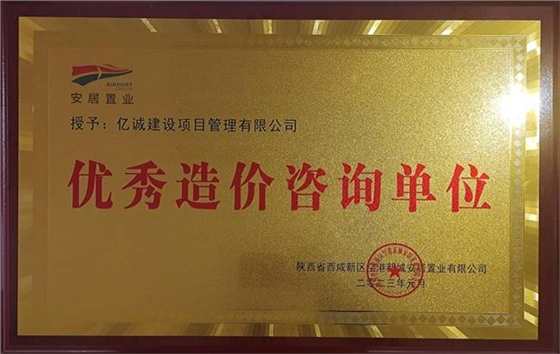 AIRPORT
安居置业
授予：亿诚建设项目管理有限公司
优秀造价咨询单位
陕西省西咸新区空港新城安居置业有限公司
二〇二三年元月